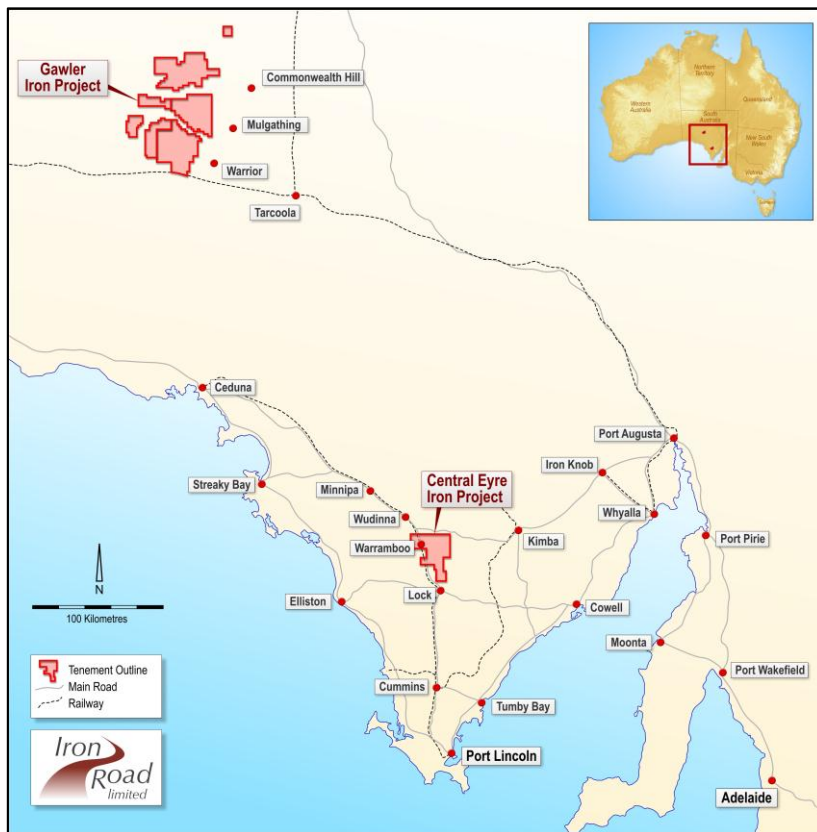 Gawler
Iron Project
Commonwealth Hill
Mulgathing
Warrior
Tarcoola
Northern
Territory
Western
Australia
Queensland
South
Australia
New South
Wales
Victoria
Ceduna
Port Augusta
Iron Knob
Central Eyre
Iron Project
Streaky Bay
Minnipa
Wudinna
Whyalla
Warramboo
Kimba
Port Pirie
N
100 Kilometres
Elliston
Lock
Cowell
Moonta
Port Wakefield
Tenement Outline
Main Road
Railway
Cummins
Tumby Bay
Iron
Road
limited
Port Lincoln
Adelaide